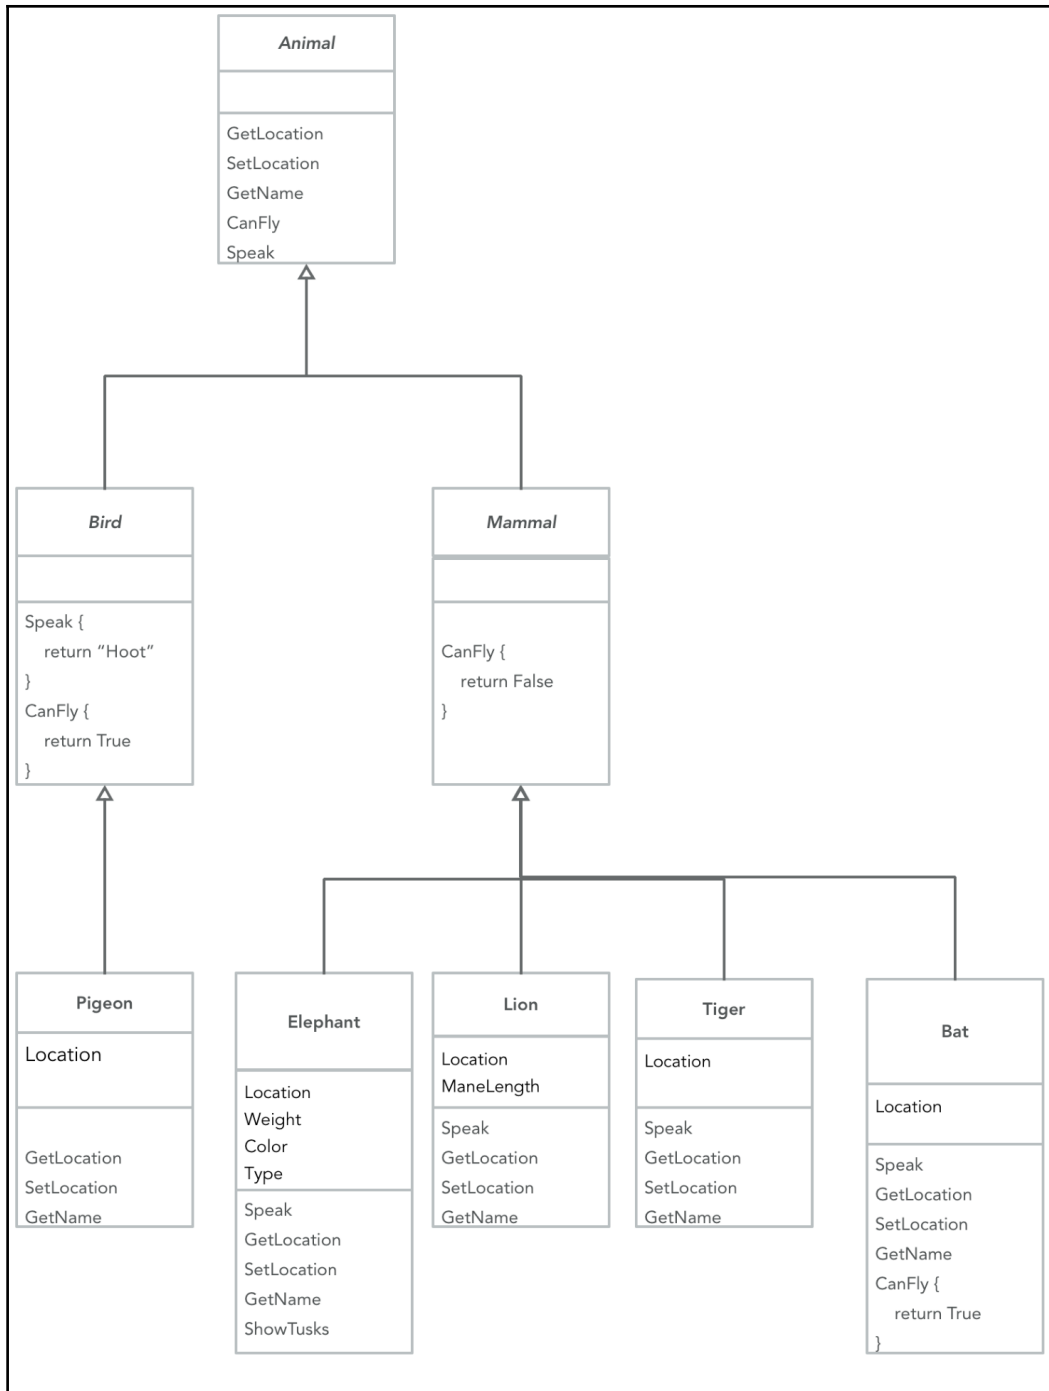 Animal
GetLocation
SetLocation
GetName
CanFly
Speak
Bird
Speak {
return “Hoot”
}
CanFly {
return True
}
Mammal
CanFly {
return False
}
Pigeon
Location
GetLocation
SetLocation
GetName
Elephant
Location
Weight
Color
Type
Speak
GetLocation
SetLocation
GetName
ShowTusks
Lion
Location
ManeLength
Speak
GetLocation
SetLocation
GetName
Tiger
Location
Speak
GetLocation
SetLocation
GetName
Bat
Location
Speak
GetLocation
SetLocation
GetName
CanFly {
return True
}